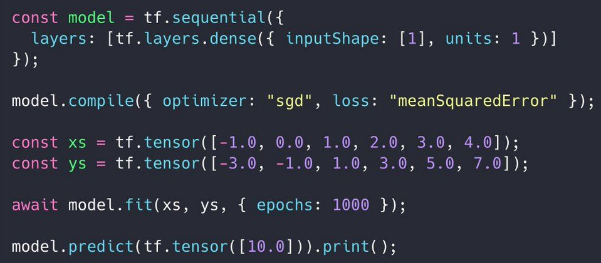 const model = tf.sequential({
  layers: [tf.layers.dense({ inputShape: [1], units: 1 })]
});
model.compile({ optimizer: "sgd", loss: "meanSquaredError" });
const xs = tf.tensor([-1.0, 0.0, 1.0, 2.0, 3.0, 4.0]);
const ys = tf.tensor([-3.0, -1.0, 1.0, 3.0, 5.0, 7.0]);
await model.fit(xs, ys, { epochs: 1000 });
model.predict(tf.tensor([10.0])).print();